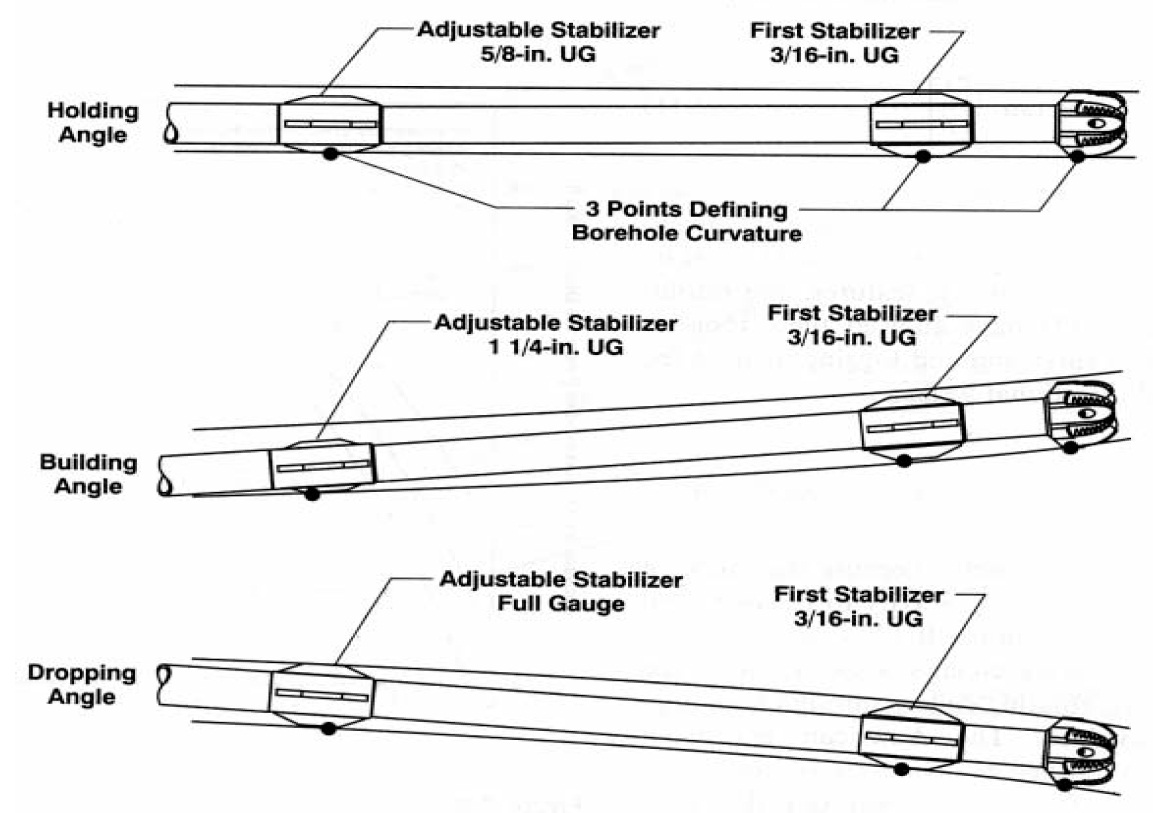 Adjustable Stabilizer
5/8-in. UG
First Stabilizer
3/16-in. UG
Holding
Angle
3 Points Defining
Borehole Curvature
Adjustable Stabilizer
1 1/4-in. UG
First Stabilizer
3/16-in. UG
Building
Angle
Adjustable Stabilizer
Full Gauge
First Stabilizer
3/16-in. UG
Dropping
Angle